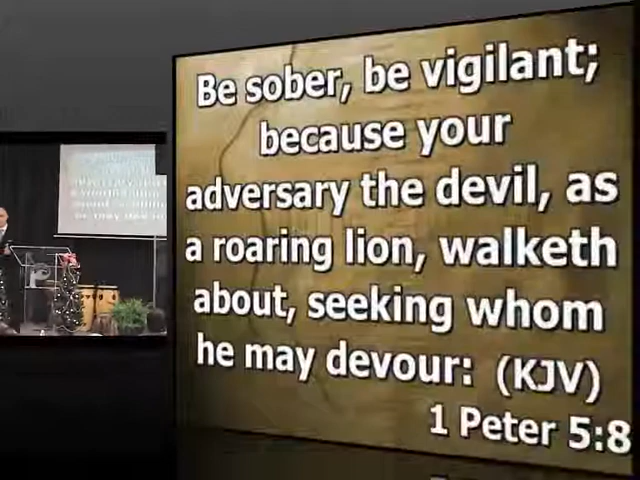 Be sober, be vigilant;
because your
adversary the devil, as
a roaring lion, walketh
about, seeking whom
he may devour: (KJV)
1 Peter 5:8